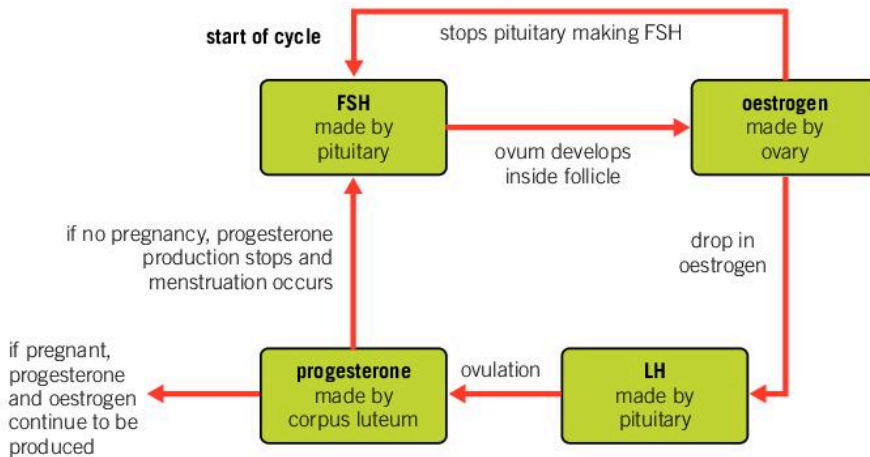 start of cycle
stops pituitary making FSH
FSH
made by
pituitary
ovum develops
inside follicle
oestrogen
made by
ovary
if no pregnancy, progesterone
production stops and
menstruation occurs
drop in
oestrogen
if pregnant,
progesterone
and oestrogen
continue to be
produced
progesterone
made by
corpus luteum
ovulation
LH
made by
pituitary